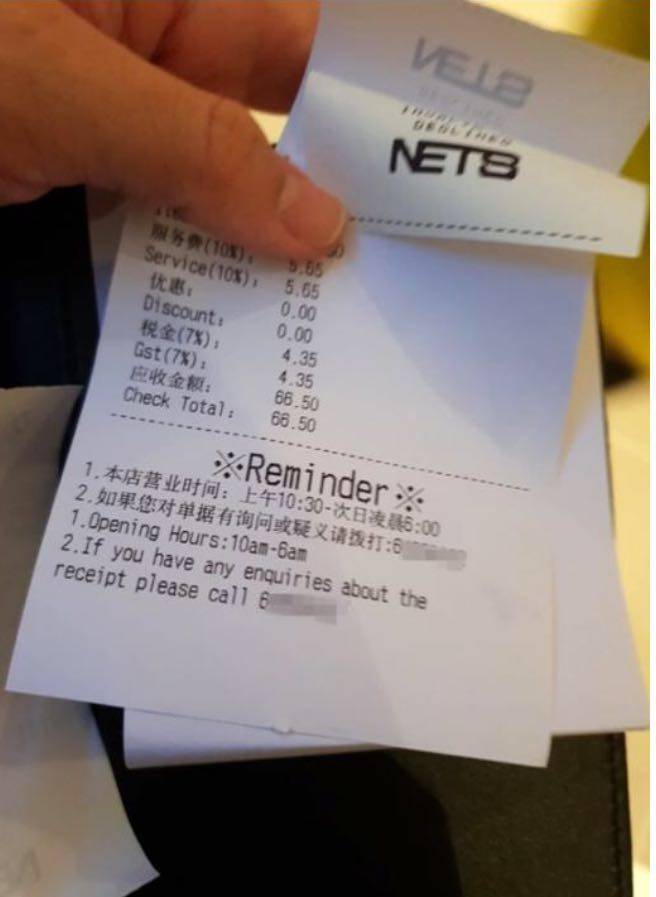 NETS
DECLINED
NETS
服务费(10%): 5.65
Service(10%): 5.65
优惠: 0.00
Discount: 0.00
税金(7%): 4.35
Gst(7%): 4.35
应收金额: 66.50
Check Total: 66.50
※Reminder※
1.本店营业时间: 上午10:30-次日凌晨6:00
2.如果您对单据有询问或疑义请拨打:6
1.Opening Hours:10am-6am
2.If you have any enquiries about the
receipt please call 6